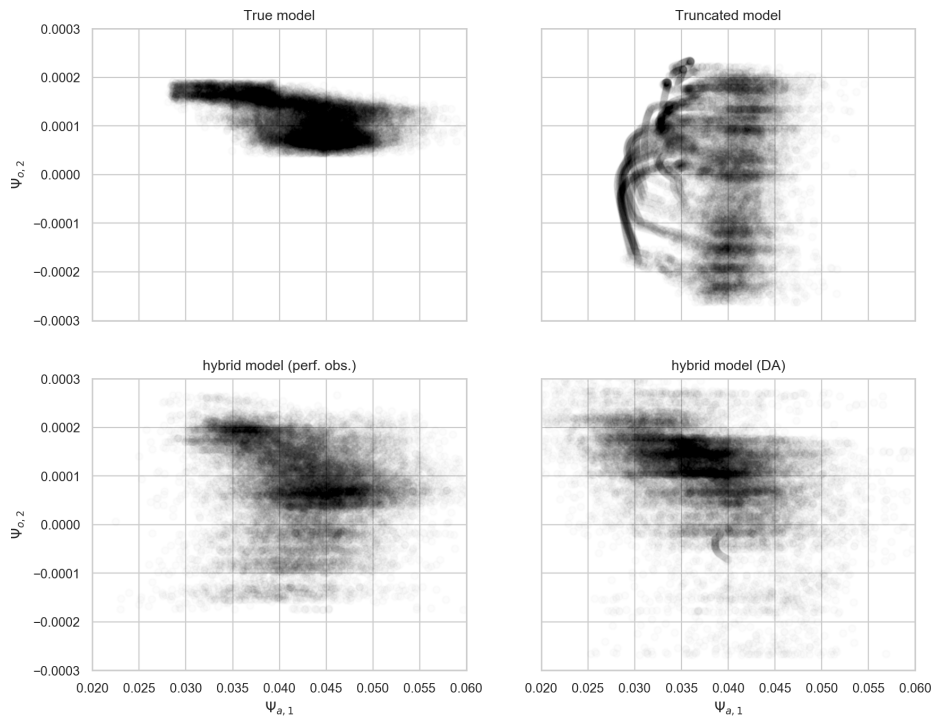 True model
Truncated model
0.0003
0.0002
0.0001
0.0000
−0.0001
−0.0002
−0.0003
Ψo, 2
hybrid model (perf. obs.)
hybrid model (DA)
0.0003
0.0002
0.0001
0.0000
−0.0001
−0.0002
−0.0003
Ψo, 2
0.020 0.025 0.030 0.035 0.040 0.045 0.050 0.055 0.060
0.020 0.025 0.030 0.035 0.040 0.045 0.050 0.055 0.060
Ψa, 1
Ψa, 1